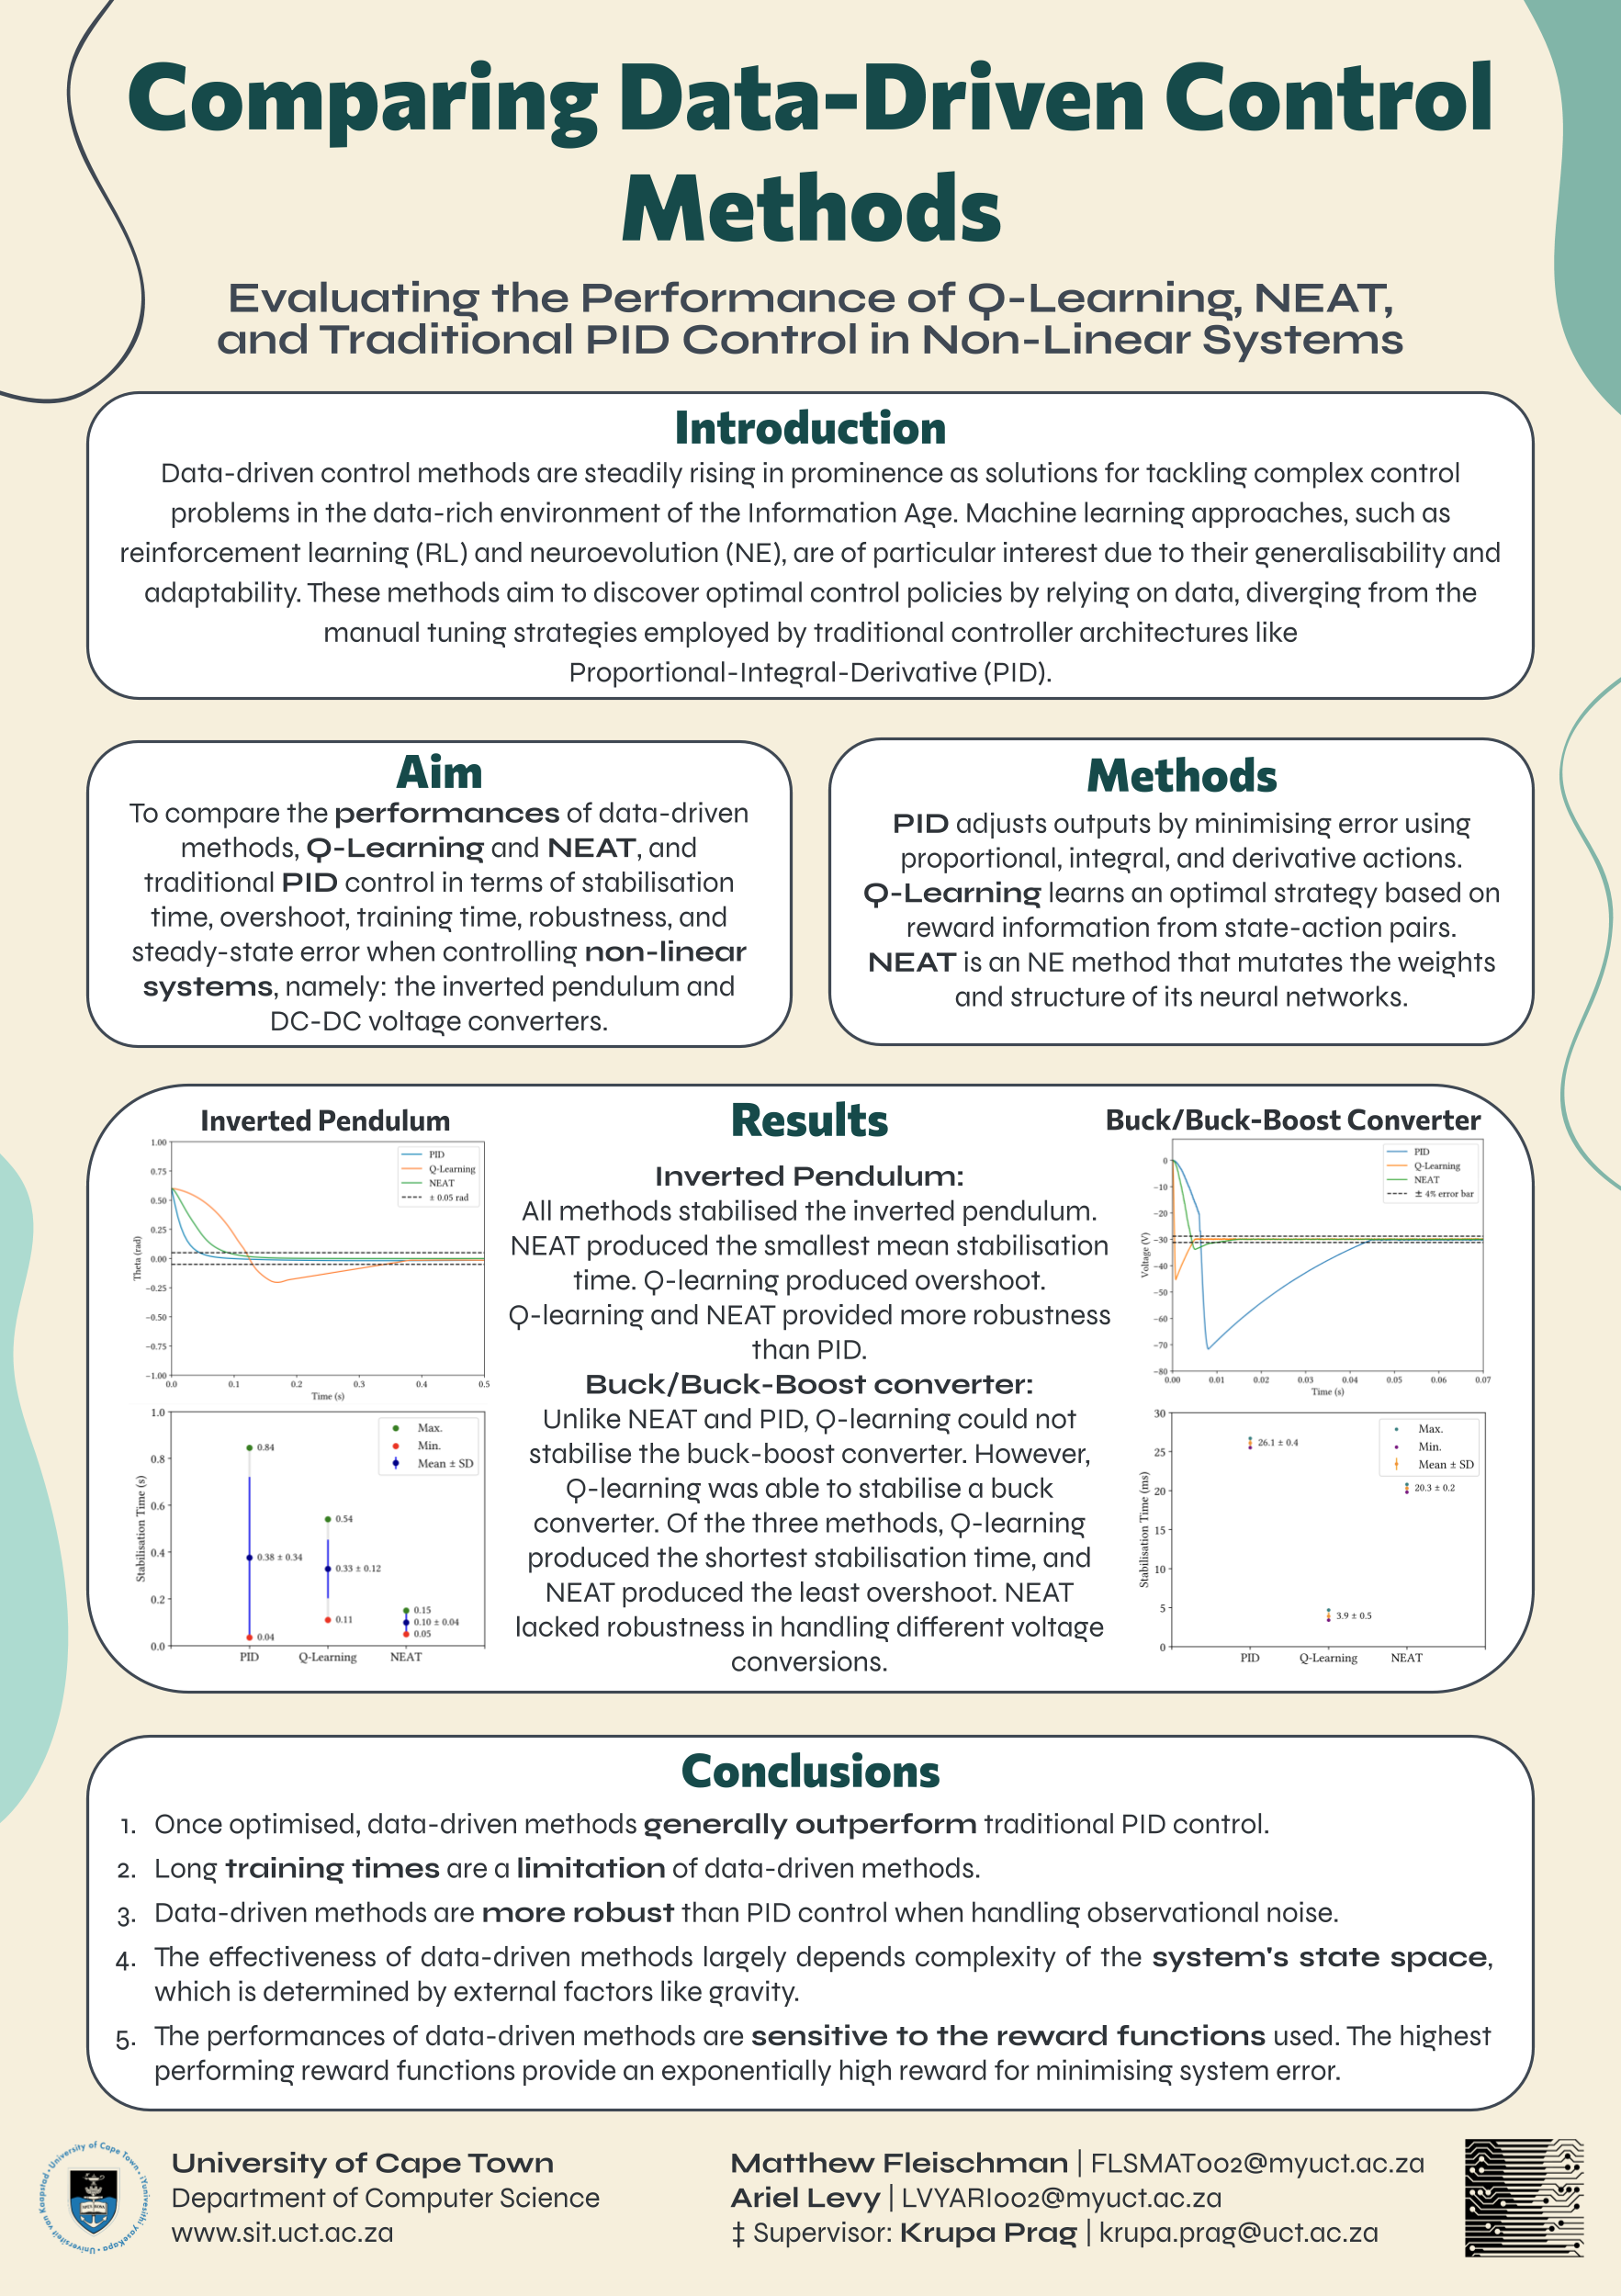 Comparing Data-Driven Control
Methods
Evaluating the Performance of Q-Learning, NEAT,
and Traditional PID Control in Non-Linear Systems
Introduction
Data-driven control methods are steadily rising in prominence as solutions for tackling complex control
problems in the data-rich environment of the Information Age. Machine learning approaches, such as
reinforcement learning (RL) and neuroevolution (NE), are of particular interest due to their generalisability and
adaptability. These methods aim to discover optimal control policies by relying on data, diverging from the
manual tuning strategies employed by traditional controller architectures like
Proportional-Integral-Derivative (PID).
Aim
To compare the performances of data-driven
methods, Q-Learning and NEAT, and
traditional PID control in terms of stabilisation
time, overshoot, training time, robustness, and
steady-state error when controlling non-linear
systems, namely: the inverted pendulum and
DC-DC voltage converters.
Methods
PID adjusts outputs by minimising error using
proportional, integral, and derivative actions.
Q-Learning learns an optimal strategy based on
reward information from state-action pairs.
NEAT is an NE method that mutates the weights
and structure of its neural networks.
Inverted Pendulum
1.00
0.75
0.50
0.25
0.00
−0.25
−0.50
−0.75
−1.00
Theta (rad)
PID
Q-Learning
NEAT
± 0.05 rad
0.0 0.1 0.2 0.3 0.4 0.5
Time (s)
1.0
0.8
0.6
0.4
0.2
0.0
Stabilisation Time (s)
Max.
Min.
Mean ± SD
0.84
0.38 ± 0.34
0.04
0.54
0.33 ± 0.12
0.11
0.15
0.10 ± 0.04
0.05
PID Q-Learning NEAT
Results
Inverted Pendulum:
All methods stabilised the inverted pendulum.
NEAT produced the smallest mean stabilisation
time. Q-learning produced overshoot.
Q-learning and NEAT provided more robustness
than PID.
Buck/Buck-Boost converter:
Unlike NEAT and PID, Q-learning could not
stabilise the buck-boost converter. However,
Q-learning was able to stabilise a buck
converter. Of the three methods, Q-learning
produced the shortest stabilisation time, and
NEAT produced the least overshoot. NEAT
lacked robustness in handling different voltage
conversions.
Buck/Buck-Boost Converter
0
−10
−20
−30
−40
−50
−60
−70
−80
Voltage (V)
PID
Q-Learning
NEAT
± 4% error bar
0.00 0.01 0.02 0.03 0.04 0.05 0.06 0.07
Time (s)
30
25
20
15
10
5
0
Stabilisation Time (ms)
Max.
Min.
Mean ± SD
26.1 ± 0.4
3.9 ± 0.5
20.3 ± 0.2
PID Q-Learning NEAT
Conclusions
1. Once optimised, data-driven methods generally outperform traditional PID control.
2. Long training times are a limitation of data-driven methods.
3. Data-driven methods are more robust than PID control when handling observational noise.
4. The effectiveness of data-driven methods largely depends complexity of the system's state space,
which is determined by external factors like gravity.
5. The performances of data-driven methods are sensitive to the reward functions used. The highest
performing reward functions provide an exponentially high reward for minimising system error.
University of Cape Town · iYunivesithi yaseKapa · Universiteit van Kaapstad
University of Cape Town
Department of Computer Science
www.sit.uct.ac.za
Matthew Fleischman | FLSMAT002@myuct.ac.za
Ariel Levy | LVYARI002@myuct.ac.za
‡ Supervisor: Krupa Prag | krupa.prag@uct.ac.za